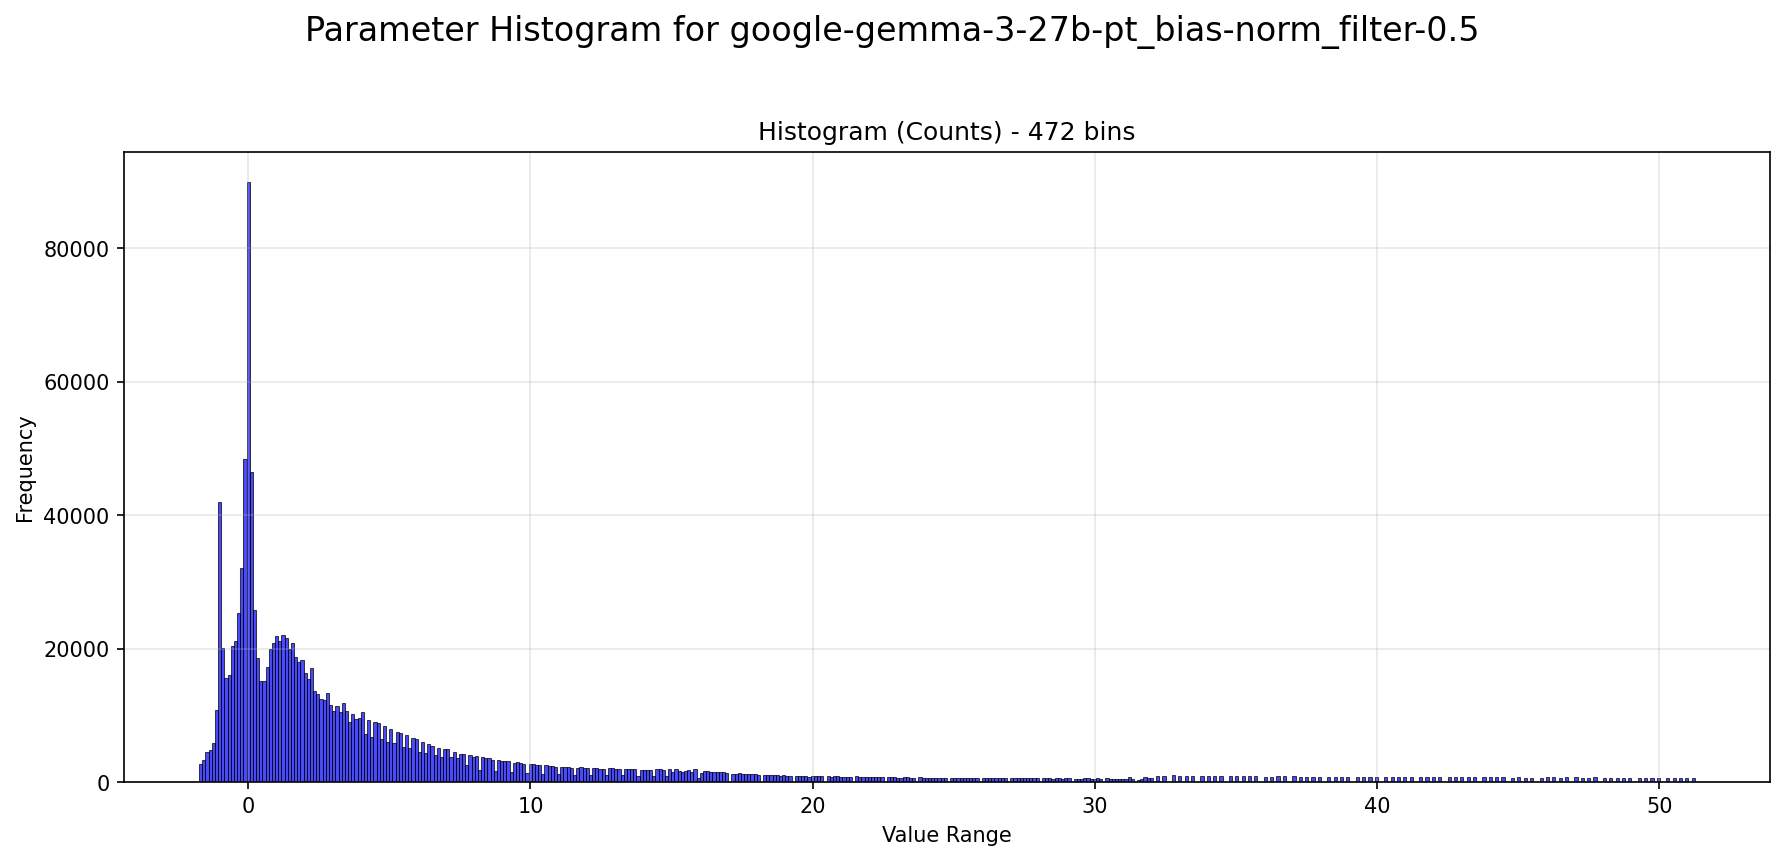 Parameter Histogram for google-gemma-3-27b-pt_bias-norm_filter-0.5
Histogram (Counts) - 472 bins
80000
60000
40000
20000
0
Frequency
0 10 20 30 40 50
Value Range